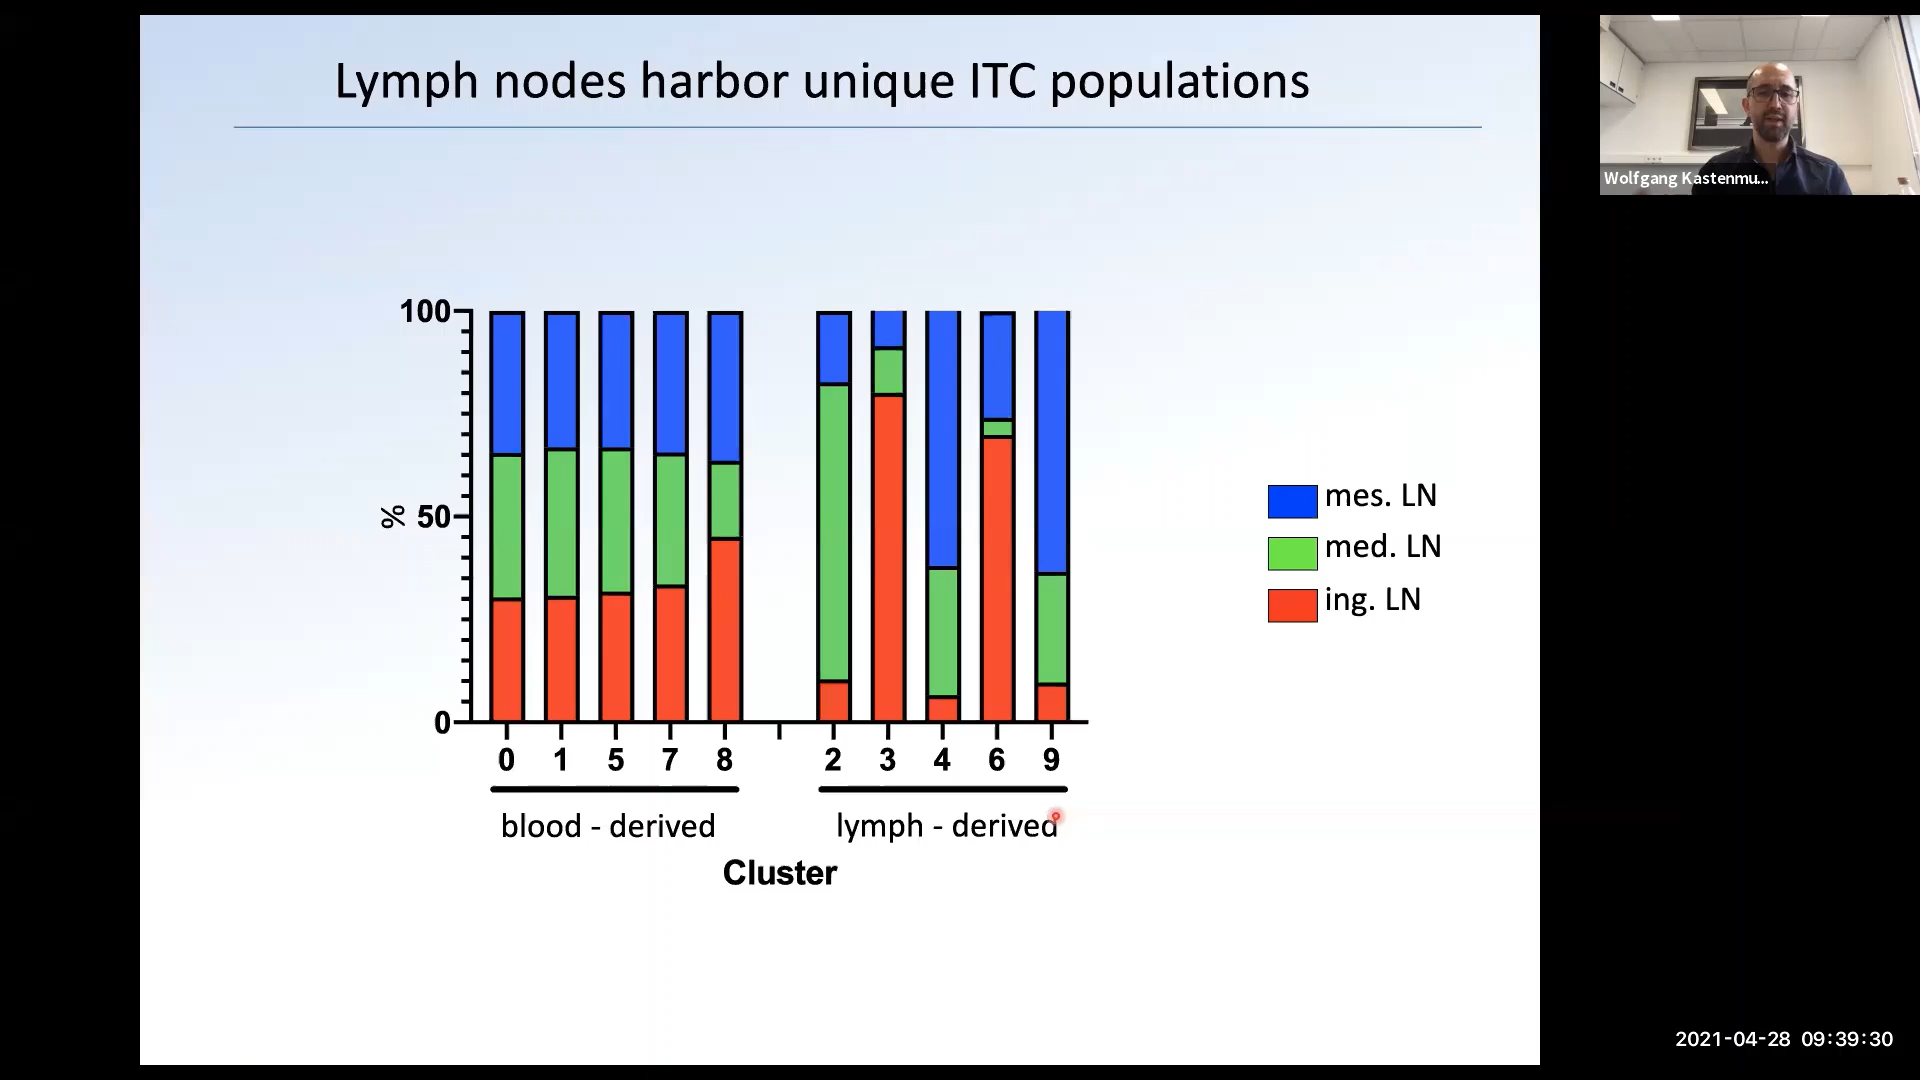 Lymph nodes harbor unique ITC populations
Wolfgang Kastenmu...
100
% 50
0
mes. LN
med. LN
ing. LN
0 1 5 7 8 2 3 4 6 9
blood - derived lymph - derived
Cluster
2021-04-28 09:39:30